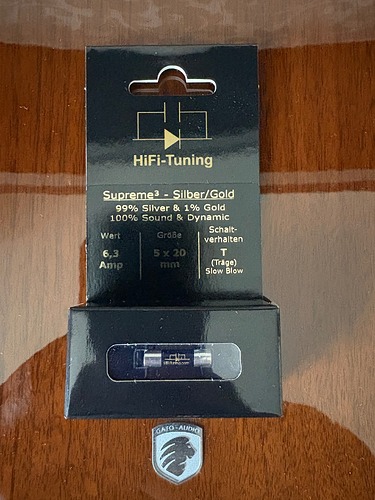 HiFi-Tuning
Supreme³ - Silber/Gold
99% Silver & 1% Gold
100% Sound & Dynamic
Wert
6,3
Amp
Größe
5 x 20
mm
Schalt-
verhalten
T
(Träge)
Slow Blow
GATO-AUDIO